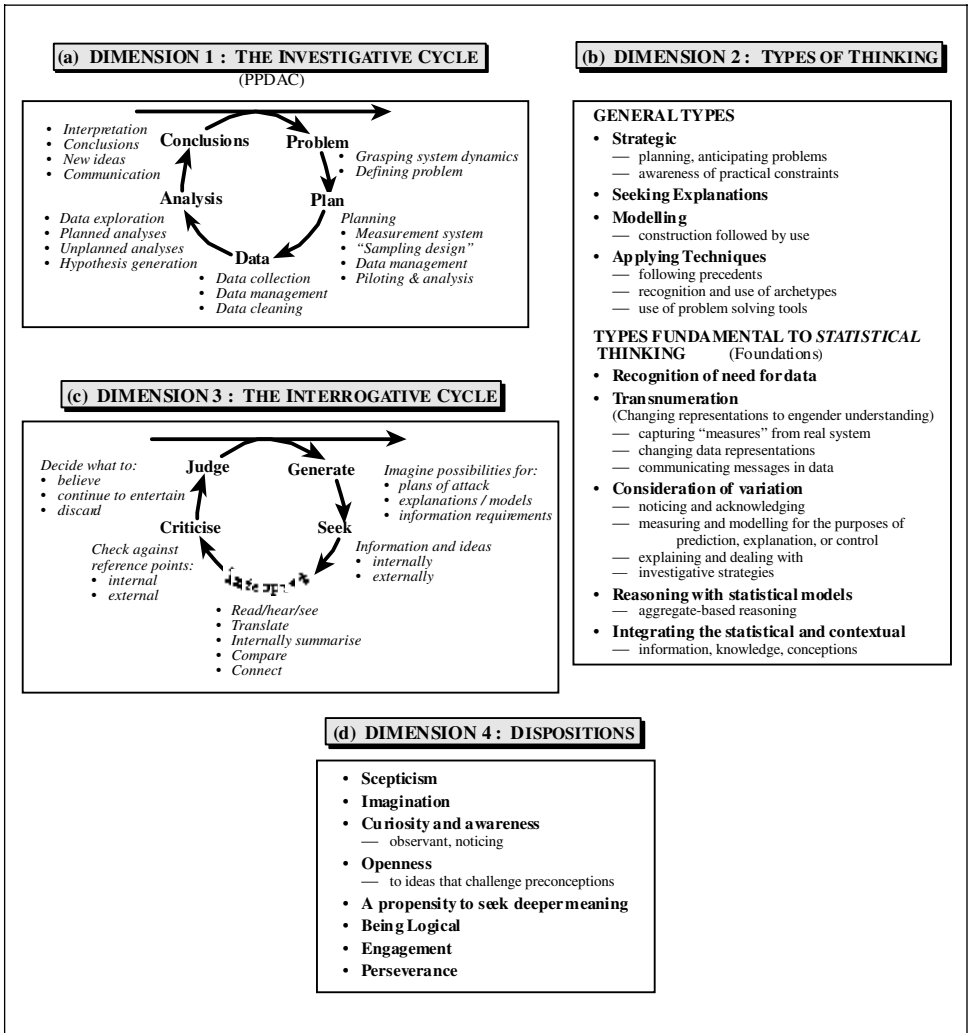 (a) DIMENSION 1 : THE INVESTIGATIVE CYCLE
(PPDAC)
• Interpretation
• Conclusions
• New ideas
• Communication
Conclusions
Problem
• Grasping system dynamics
• Defining problem
Analysis
Plan
• Data exploration
• Planned analyses
• Unplanned analyses
• Hypothesis generation
Planning
• Measurement system
• “Sampling design”
• Data management
• Piloting & analysis
Data
• Data collection
• Data management
• Data cleaning
(b) DIMENSION 2 : TYPES OF THINKING
GENERAL TYPES
• Strategic
— planning, anticipating problems
— awareness of practical constraints
• Seeking Explanations
• Modelling
— construction followed by use
• Applying Techniques
— following precedents
— recognition and use of archetypes
— use of problem solving tools
TYPES FUNDAMENTAL TO STATISTICAL
THINKING (Foundations)
• Recognition of need for data
• Transnumeration
(Changing representations to engender understanding)
— capturing “measures” from real system
— changing data representations
— communicating messages in data
• Consideration of variation
— noticing and acknowledging
— measuring and modelling for the purposes of
prediction, explanation, or control
— explaining and dealing with
— investigative strategies
• Reasoning with statistical models
— aggregate-based reasoning
• Integrating the statistical and contextual
— information, knowledge, conceptions
(c) DIMENSION 3 : THE INTERROGATIVE CYCLE
Decide what to:
• believe
• continue to entertain
• discard
Judge
Generate
Imagine possibilities for:
• plans of attack
• explanations / models
• information requirements
Criticise
Seek
Check against
reference points:
• internal
• external
Information and ideas
• internally
• externally
• Read/hear/see
• Translate
• Internally summarise
• Compare
• Connect
(d) DIMENSION 4 : DISPOSITIONS
• Scepticism
• Imagination
• Curiosity and awareness
— observant, noticing
• Openness
— to ideas that challenge preconceptions
• A propensity to seek deeper meaning
• Being Logical
• Engagement
• Perseverance